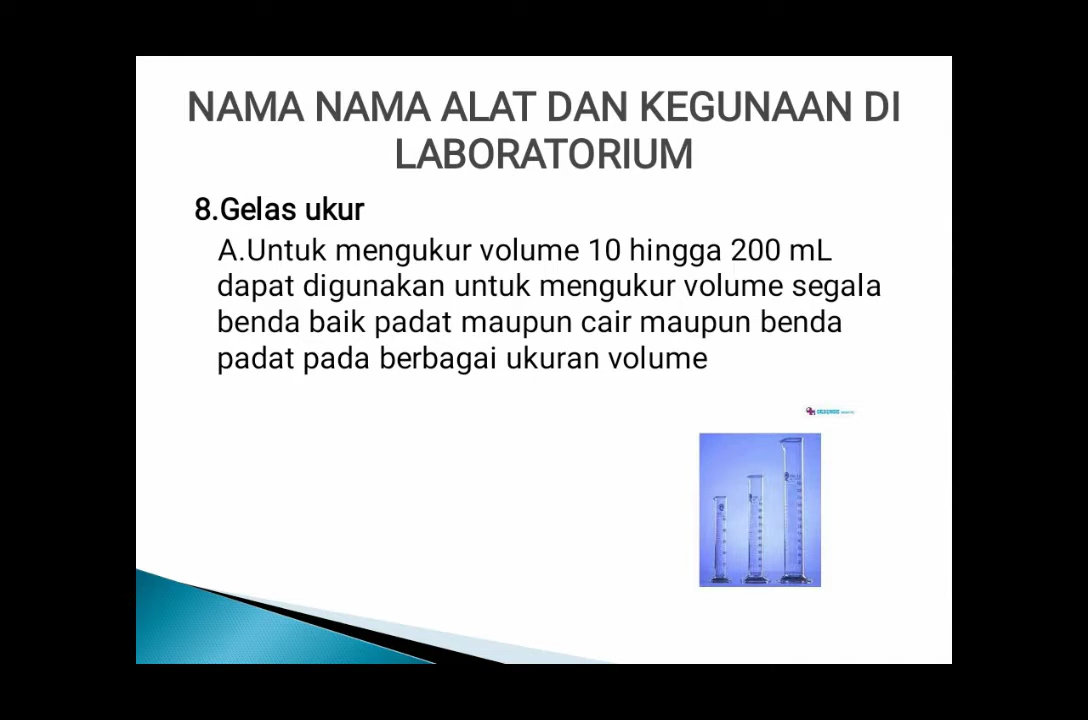 NAMA NAMA ALAT DAN KEGUNAAN DI
LABORATORIUM
8.Gelas ukur
A.Untuk mengukur volume 10 hingga 200 mL
dapat digunakan untuk mengukur volume segala
benda baik padat maupun cair maupun benda
padat pada berbagai ukuran volume